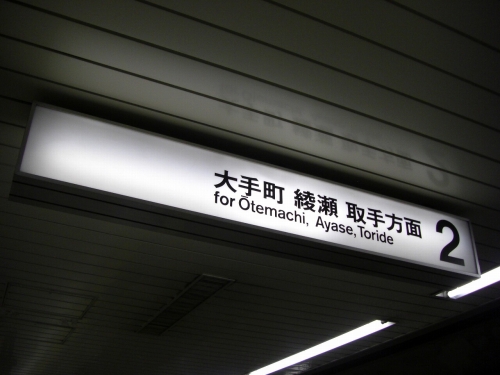 大手町 綾瀬 取手方面 2
for Ōtemachi, Ayase, Toride